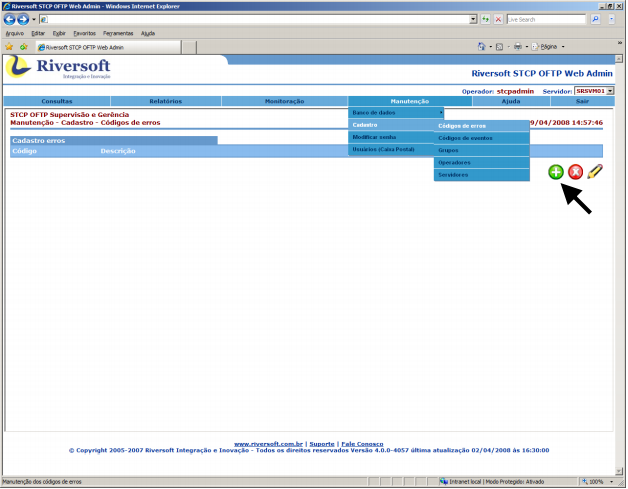 Riversoft STCP OFTP Web Admin - Windows Internet Explorer
Live Search
Arquivo Editar Exibir Favoritos Ferramentas Ajuda
Riversoft STCP OFTP Web Admin
Página
Riversoft
Integração e Inovação
Riversoft STCP OFTP Web Admin
Operador: stcpadmin Servidor: SRSVM01
Consultas Relatórios Monitoração Manutenção Ajuda Sair
STCP OFTP Supervisão e Gerência
Manutenção - Cadastro - Códigos de erros
9/04/2008 14:57:46
Banco de dados
Cadastro
Modificar senha
Usuários (Caixa Postal)
Códigos de erros
Códigos de eventos
Grupos
Operadores
Servidores
Cadastro erros
Código Descrição
www.riversoft.com.br | Suporte | Fale Conosco
© Copyright 2005-2007 Riversoft Integração e Inovação - Todos os direitos reservados Versão 4.0.0-4057 última atualização 02/04/2008 às 16:30:00
Manutenção dos códigos de erros
Intranet local | Modo Protegido: Ativado
100%